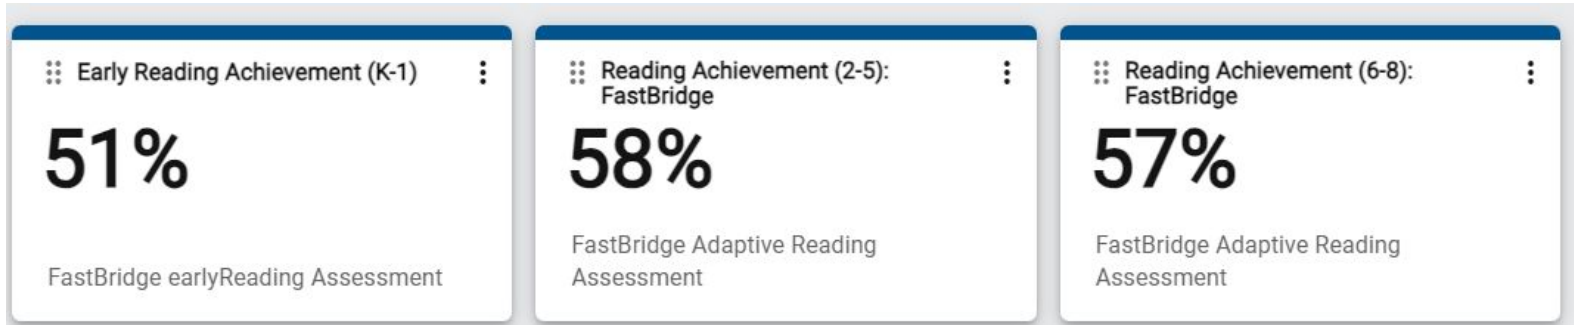 Early Reading Achievement (K-1)
51%
FastBridge earlyReading Assessment
Reading Achievement (2-5):
FastBridge
58%
FastBridge Adaptive Reading
Assessment
Reading Achievement (6-8):
FastBridge
57%
FastBridge Adaptive Reading
Assessment